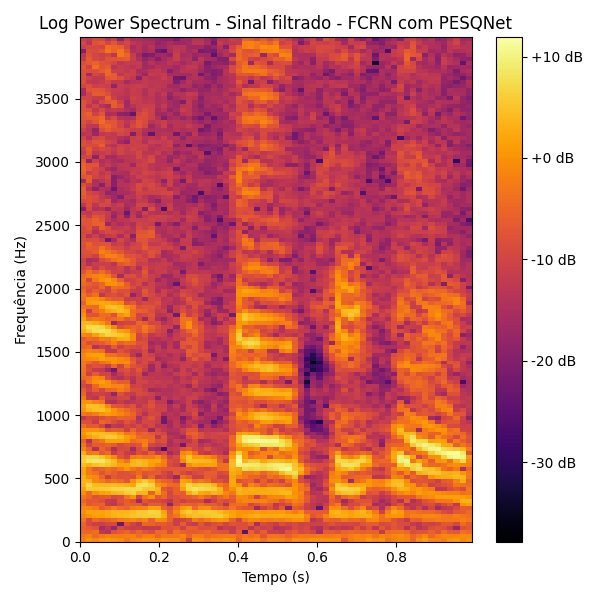 Log Power Spectrum - Sinal filtrado - FCRN com PESQNet
Frequência (Hz)
3500
3000
2500
2000
1500
1000
500
0
0.0 0.2 0.4 0.6 0.8
Tempo (s)
+10 dB
+0 dB
-10 dB
-20 dB
-30 dB